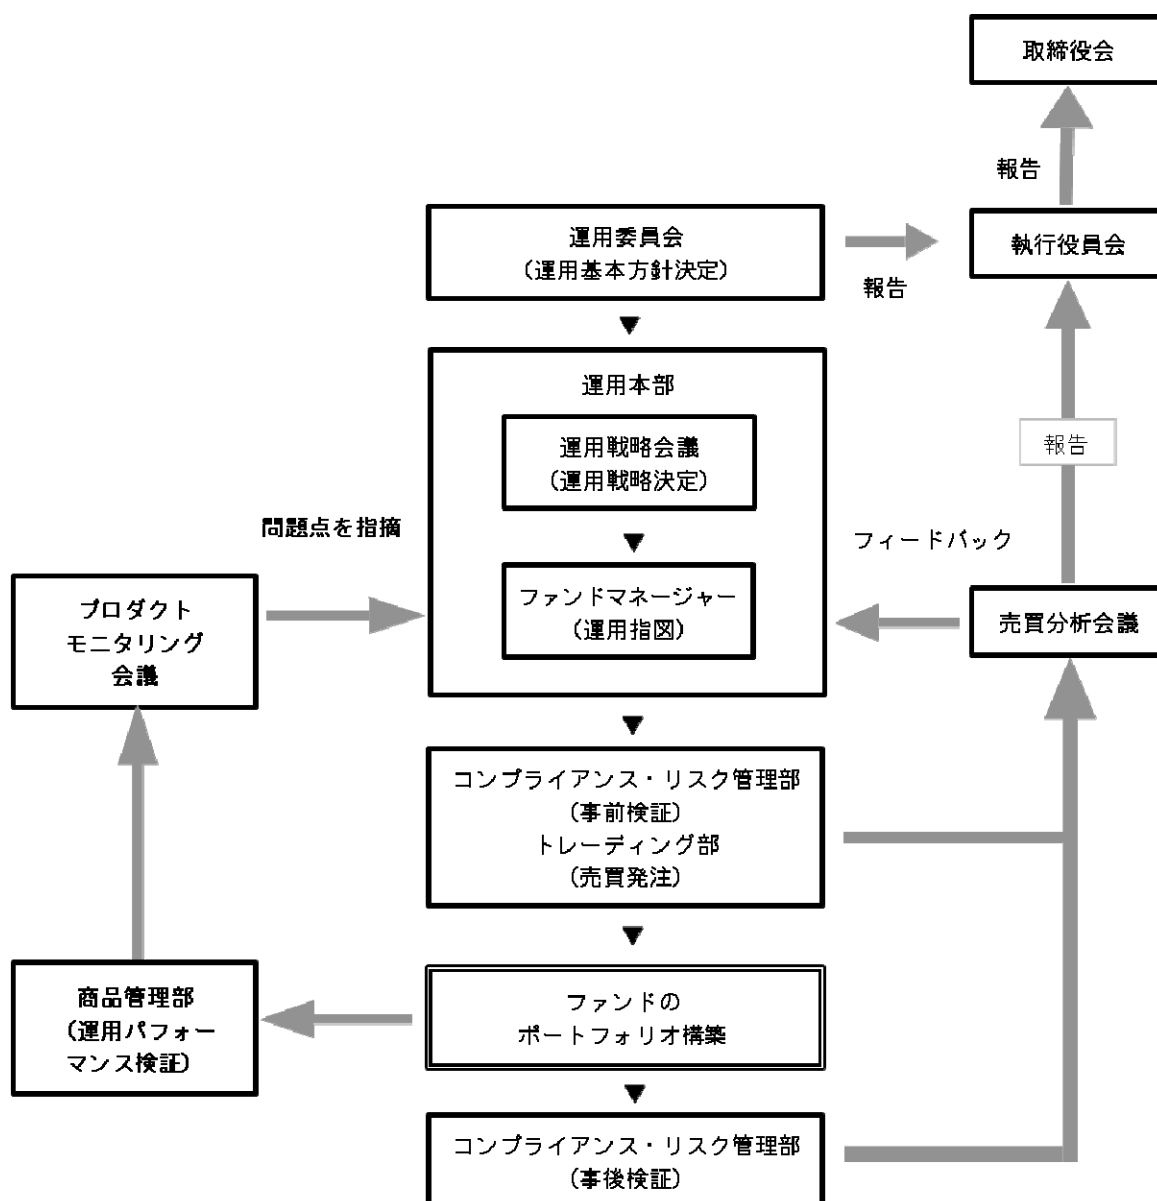 取締役会
報告
運用委員会
（運用基本方針決定）
執行役員会
報告
運用本部
運用戦略会議
（運用戦略決定）
報告
問題点を指摘
フィードバック
プロダクト
モニタリング
会議
ファンドマネージャー
（運用指図）
売買分析会議
コンプライアンス・リスク管理部
（事前検証）
トレーディング部
（売買発注）
商品管理部
（運用パフォー
マンス検証）
ファンドの
ポートフォリオ構築
コンプライアンス・リスク管理部
（事後検証）